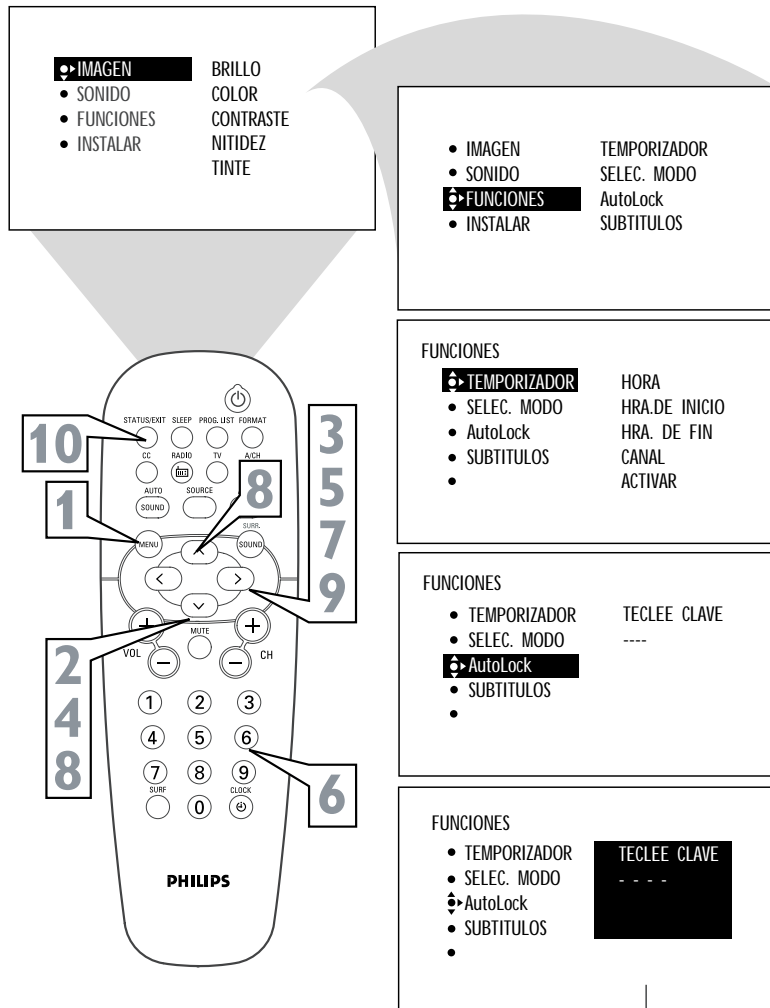 IMAGEN BRILLO
SONIDO COLOR
FUNCIONES CONTRASTE
INSTALAR NITIDEZ
TINTE
IMAGEN TEMPORIZADOR
SONIDO SELEC. MODO
FUNCIONES AutoLock
INSTALAR SUBTITULOS
FUNCIONES
TEMPORIZADOR HORA
SELEC. MODO HRA.DE INICIO
AutoLock HRA. DE FIN
SUBTITULOS CANAL
ACTIVAR
FUNCIONES
TEMPORIZADOR TECLEE CLAVE
SELEC. MODO ----
AutoLock
SUBTITULOS
FUNCIONES
TEMPORIZADOR TECLEE CLAVE
SELEC. MODO - - - -
AutoLock
SUBTITULOS
STATUS/EXIT SLEEP PROG. LIST FORMAT
CC RADIO TV A/CH
AUTO SOURCE
SOUND
SURR.
MENU SOUND
VOL MUTE CH
1 2 3
4 5 6
7 8 9
SURF 0 CLOCK
PHILIPS
10
1
8
3
5
7
9
2
4
8
6